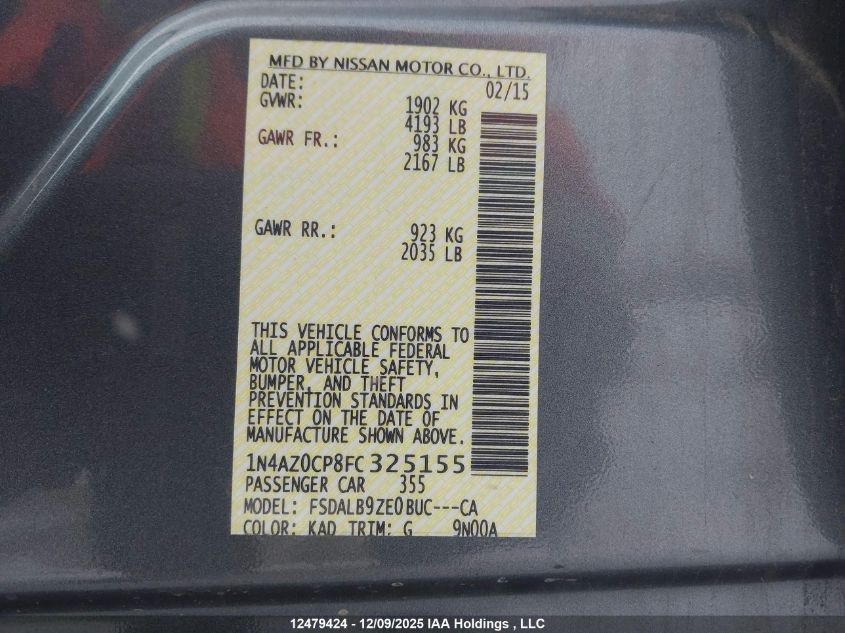 MFD BY NISSAN MOTOR CO., LTD.
DATE: 02/15
GVWR: 1902 KG
4193 LB
GAWR FR.: 983 KG
2167 LB
GAWR RR.: 923 KG
2035 LB
THIS VEHICLE CONFORMS TO
ALL APPLICABLE FEDERAL
MOTOR VEHICLE SAFETY,
BUMPER, AND THEFT
PREVENTION STANDARDS IN
EFFECT ON THE DATE OF
MANUFACTURE SHOWN ABOVE.
1N4AZ0CP8FC325155
PASSENGER CAR 355
MODEL: FSDALB9ZE0BUC---CA
COLOR: KAD TRIM: G 9N00A
12479424 - 12/09/2025 IAA Holdings , LLC